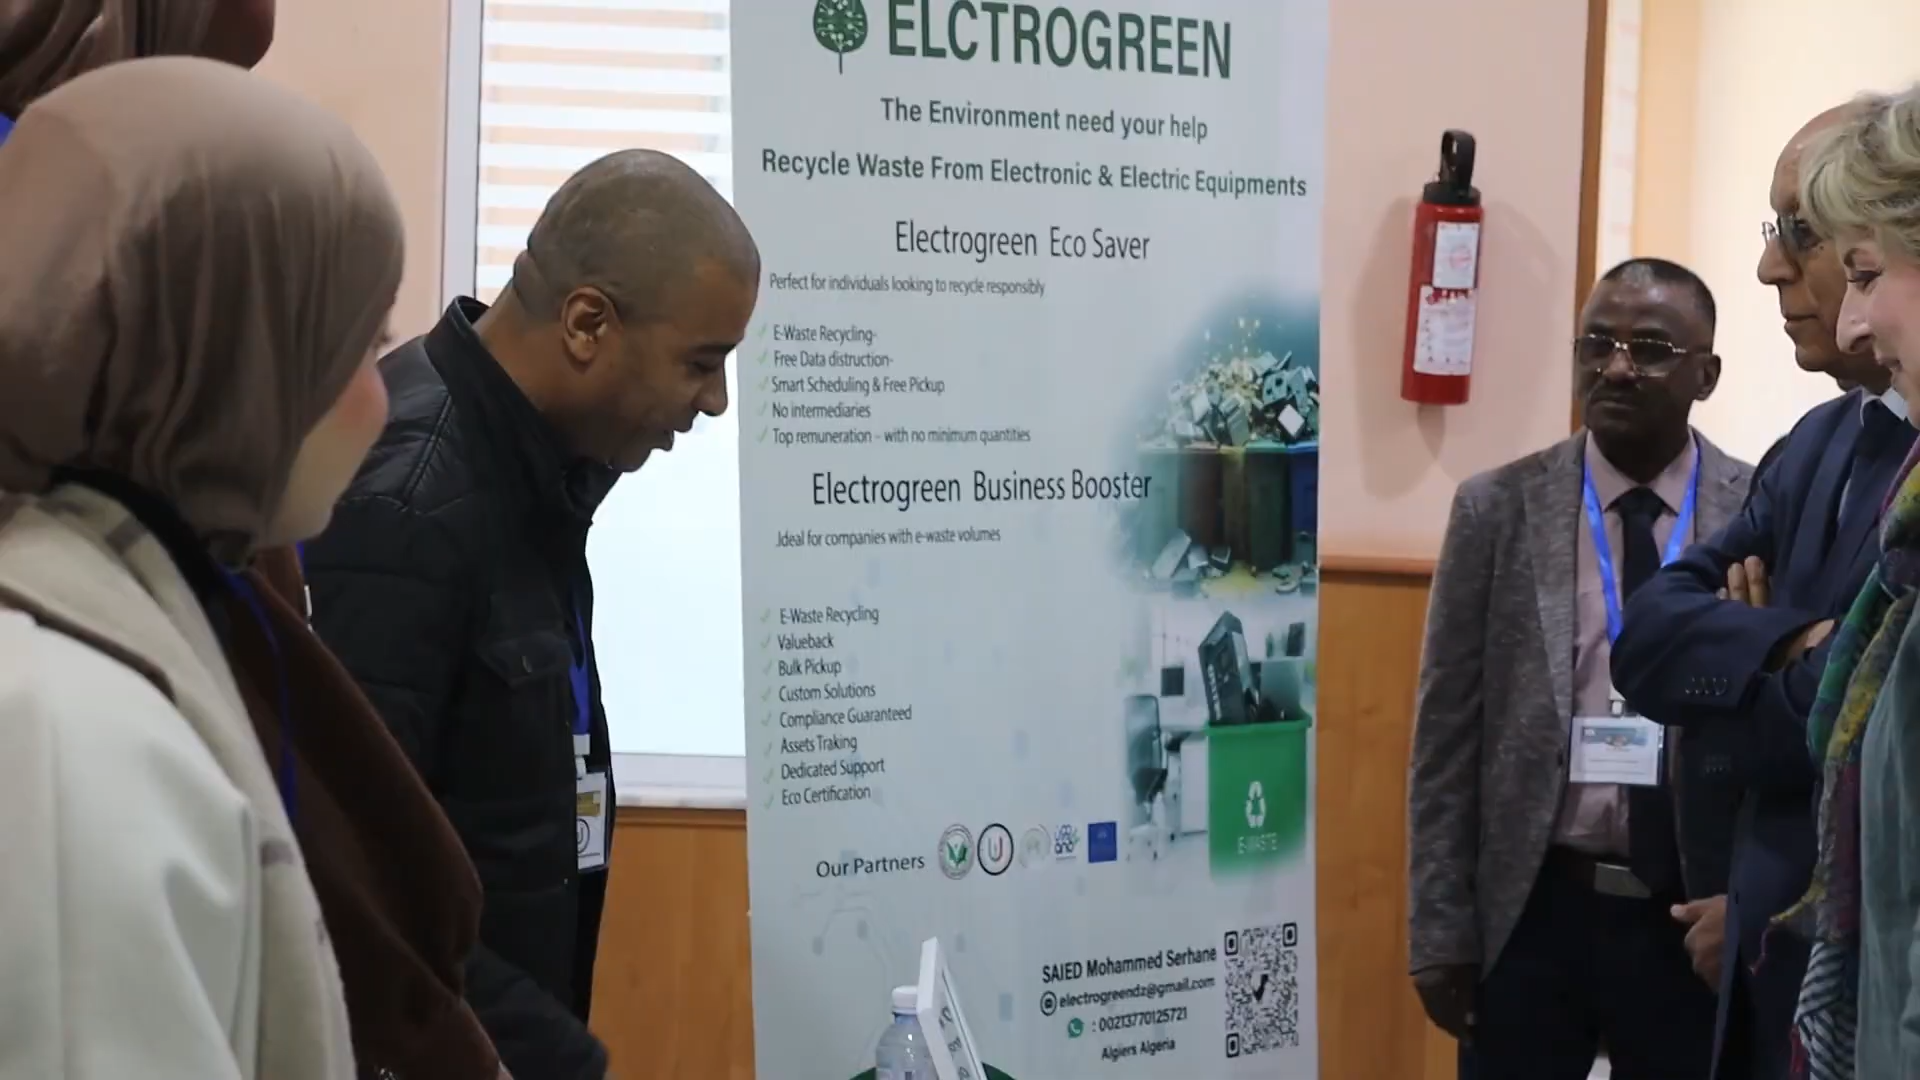 ELCTROGREEN
The Environment need your help
Recycle Waste From Electronic & Electric Equipments
Electrogreen Eco Saver
Perfect for individuals looking to recycle responsibly
E-Waste Recycling-
Free Data distruction-
Smart Scheduling & Free Pickup
No intermediaries
Top remuneration – with no minimum quantities
Electrogreen Business Booster
.Ideal for companies with e-waste volumes
E-Waste Recycling
Valueback
Bulk Pickup
Custom Solutions
Compliance Guaranteed
Assets Traking
Dedicated Support
Eco Certification
E-WASTE
Our Partners
SAIED Mohammed Serhane
electrogreendz@gmail.com
: 00213770125721
Algiers Algeria